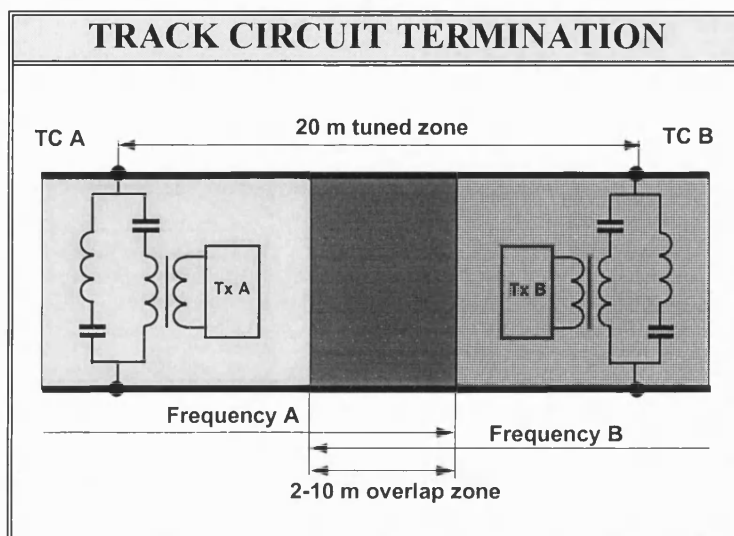 TRACK CIRCUIT TERMINATION
TC A
20 m tuned zone
TC B
Tx A
Tx B
Frequency A
Frequency B
2-10 m overlap zone